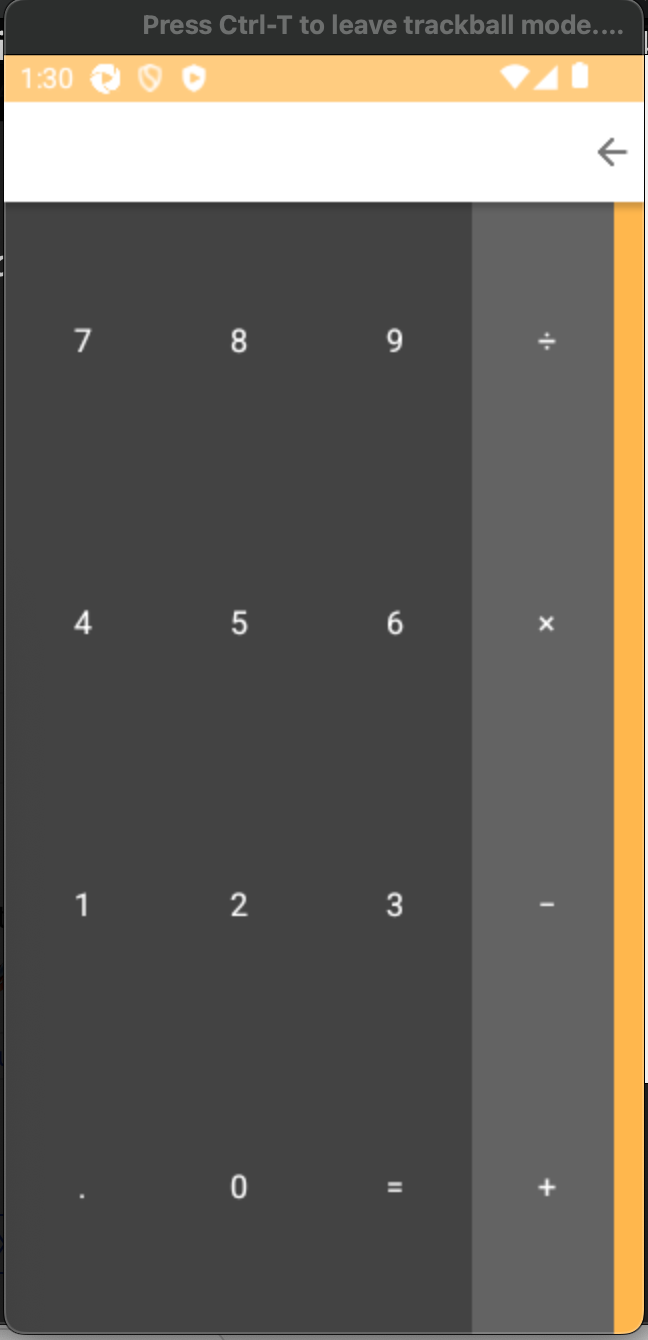 Press Ctrl-T to leave trackball mode....
1:30
7 8 9 ÷
4 5 6 ×
1 2 3 −
. 0 = +